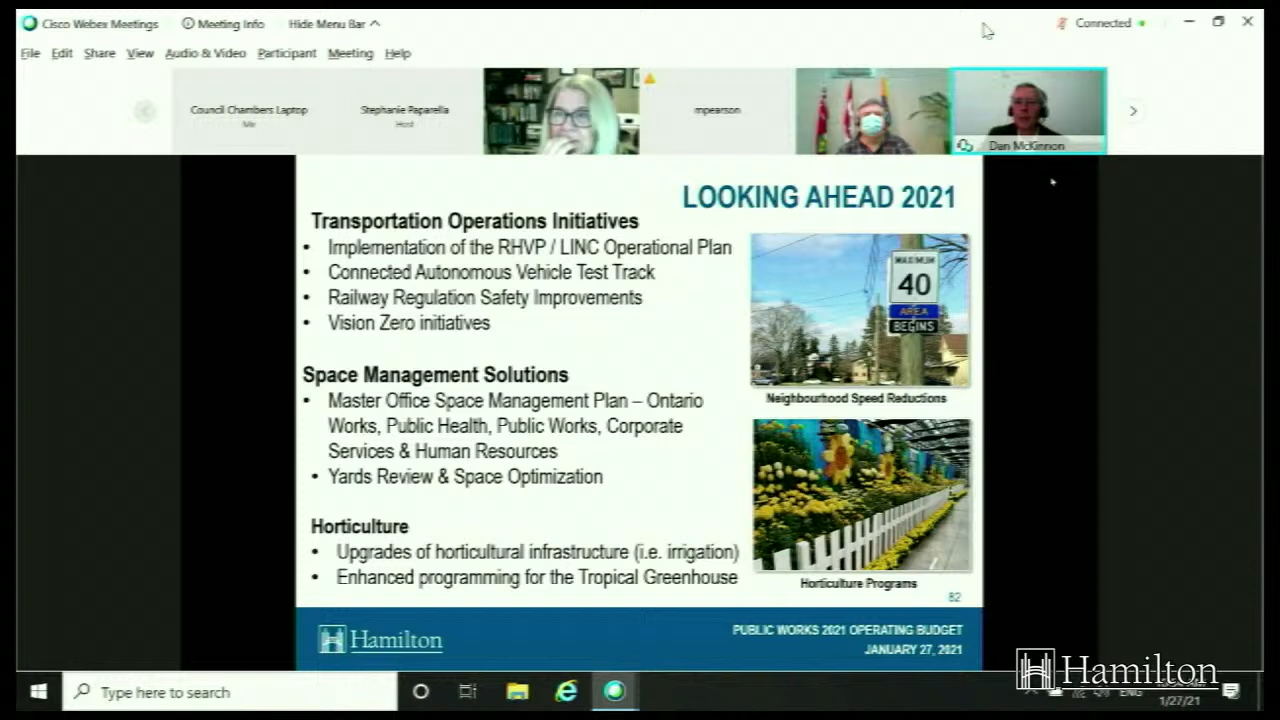 Cisco Webex Meetings
Meeting Info
Hide Menu Bar
Connected
File Edit Share View Audio & Video Participant Meeting Help
Council Chambers Laptop
Me
Stephanie Paparella
Host
mpearson
Dan McKinnon
LOOKING AHEAD 2021
Transportation Operations Initiatives
• Implementation of the RHVP / LINC Operational Plan
• Connected Autonomous Vehicle Test Track
• Railway Regulation Safety Improvements
• Vision Zero initiatives
MAXIMUM
40
AREA
BEGINS
Neighbourhood Speed Reductions
Space Management Solutions
• Master Office Space Management Plan – Ontario
Works, Public Health, Public Works, Corporate
Services & Human Resources
• Yards Review & Space Optimization
Horticulture
• Upgrades of horticultural infrastructure (i.e. irrigation)
• Enhanced programming for the Tropical Greenhouse
Horticulture Programs
82
Hamilton
PUBLIC WORKS 2021 OPERATING BUDGET
JANUARY 27, 2021
Hamilton
Type here to search
ENG
1/27/21